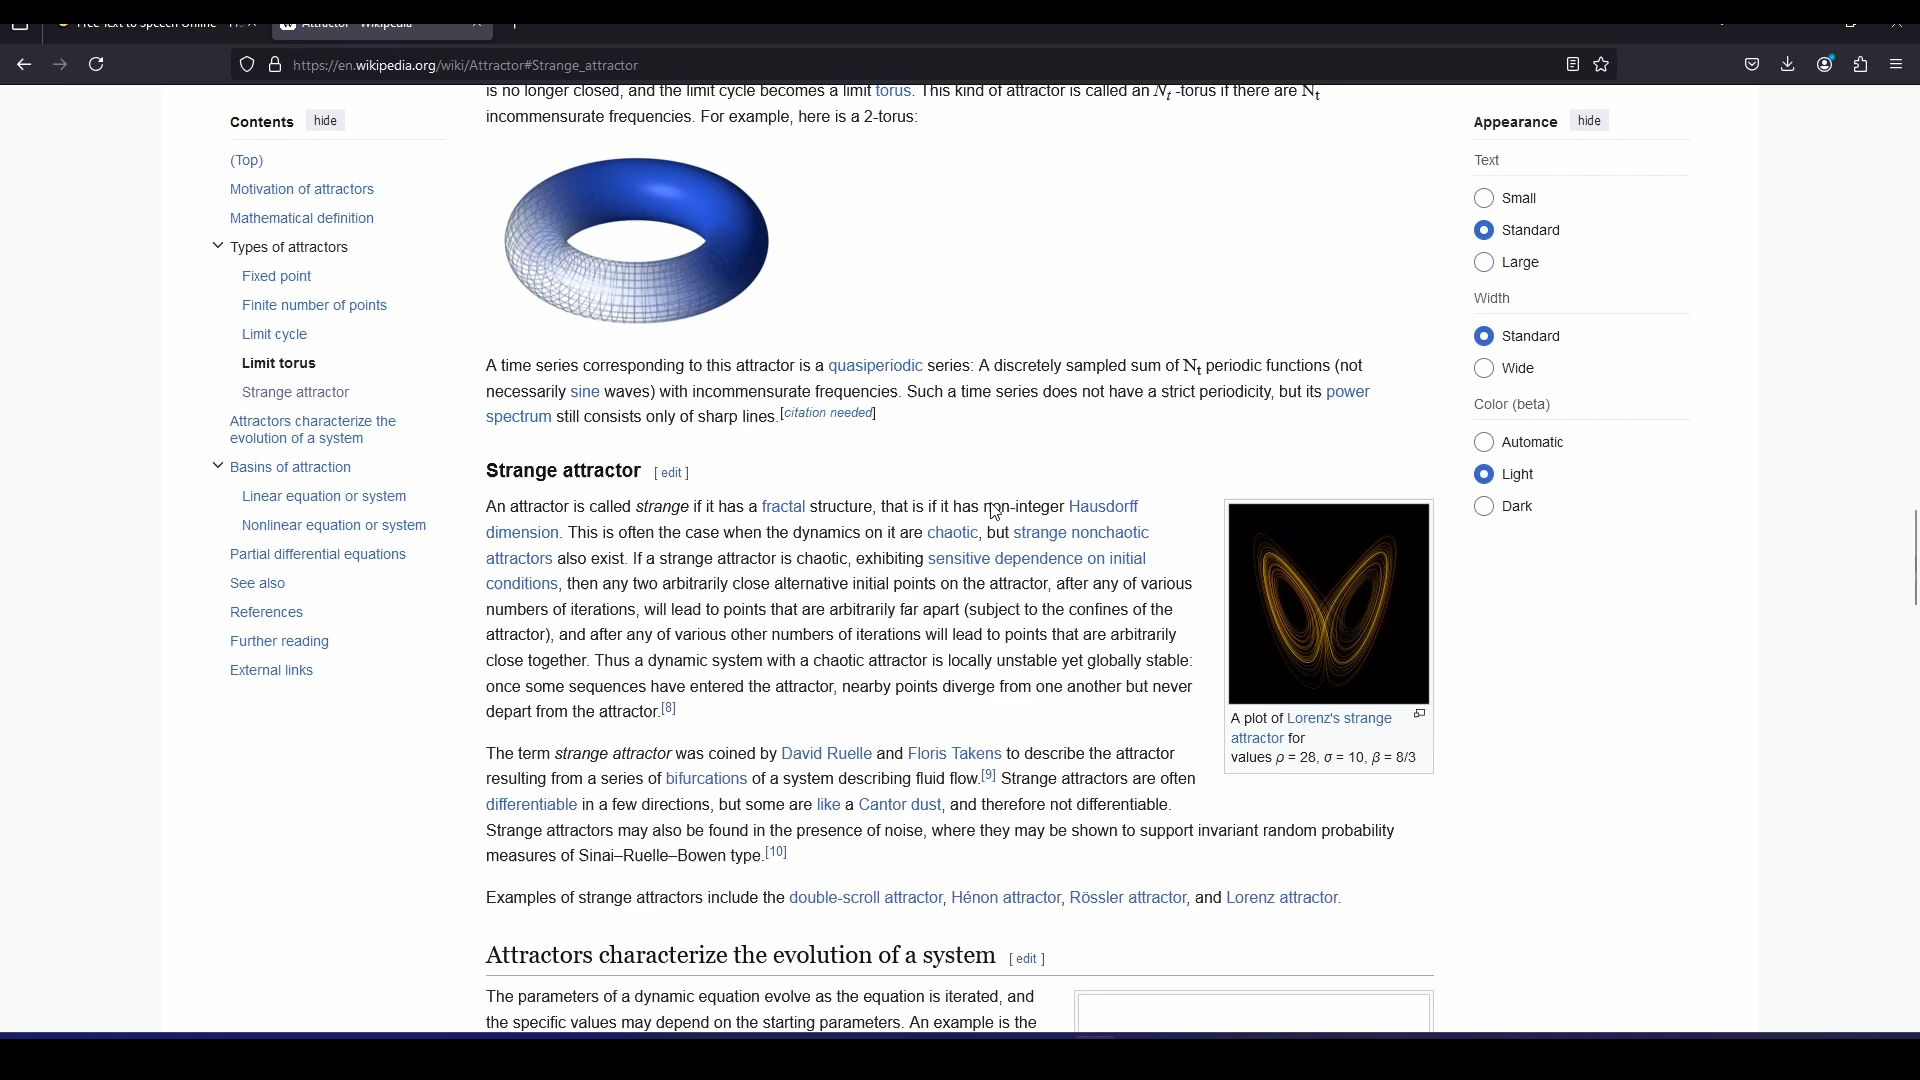 Attractor - Wikipedia
https://en.wikipedia.org/wiki/Attractor#Strange_attractor
Contents hide
(Top)
Motivation of attractors
Mathematical definition
Types of attractors
Fixed point
Finite number of points
Limit cycle
Limit torus
Strange attractor
Attractors characterize the
evolution of a system
Basins of attraction
Linear equation or system
Nonlinear equation or system
Partial differential equations
See also
References
Further reading
External links
is no longer closed, and the limit cycle becomes a limit torus. This kind of attractor is called an Nt -torus if there are Nt
incommensurate frequencies. For example, here is a 2-torus:
A time series corresponding to this attractor is a quasiperiodic series: A discretely sampled sum of Nt periodic functions (not
necessarily sine waves) with incommensurate frequencies. Such a time series does not have a strict periodicity, but its power
spectrum still consists only of sharp lines.[citation needed]
Strange attractor [ edit ]
An attractor is called strange if it has a fractal structure, that is if it has non-integer Hausdorff
dimension. This is often the case when the dynamics on it are chaotic, but strange nonchaotic
attractors also exist. If a strange attractor is chaotic, exhibiting sensitive dependence on initial
conditions, then any two arbitrarily close alternative initial points on the attractor, after any of various
numbers of iterations, will lead to points that are arbitrarily far apart (subject to the confines of the
attractor), and after any of various other numbers of iterations will lead to points that are arbitrarily
close together. Thus a dynamic system with a chaotic attractor is locally unstable yet globally stable:
once some sequences have entered the attractor, nearby points diverge from one another but never
depart from the attractor.[8]
A plot of Lorenz's strange
attractor for
values ρ = 28, σ = 10, β = 8/3
The term strange attractor was coined by David Ruelle and Floris Takens to describe the attractor
resulting from a series of bifurcations of a system describing fluid flow.[9] Strange attractors are often
differentiable in a few directions, but some are like a Cantor dust, and therefore not differentiable.
Strange attractors may also be found in the presence of noise, where they may be shown to support invariant random probability
measures of Sinai–Ruelle–Bowen type.[10]
Examples of strange attractors include the double-scroll attractor, Hénon attractor, Rössler attractor, and Lorenz attractor.
Attractors characterize the evolution of a system [ edit ]
The parameters of a dynamic equation evolve as the equation is iterated, and
the specific values may depend on the starting parameters. An example is the
Appearance hide
Text
Small
Standard
Large
Width
Standard
Wide
Color (beta)
Automatic
Light
Dark